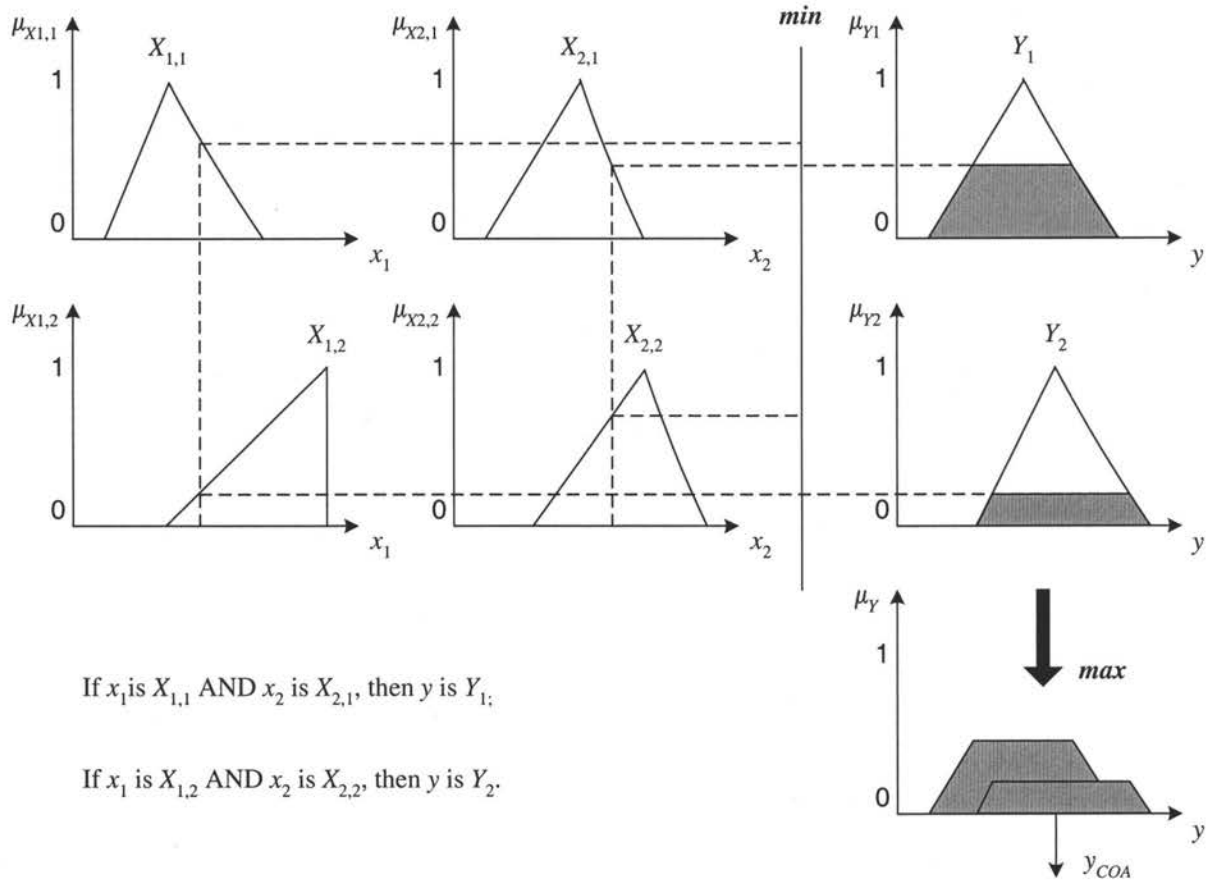 μX1,1
X1,1
1
0
x1
μX2,1
X2,1
1
0
x2
min
μY1
Y1
1
0
y
μX1,2
X1,2
1
0
x1
μX2,2
X2,2
1
0
x2
μY2
Y2
1
0
y
μY
1
max
0
y
yCOA
If x1is X1,1 AND x2 is X2,1, then y is Y1;
If x1 is X1,2 AND x2 is X2,2, then y is Y2.